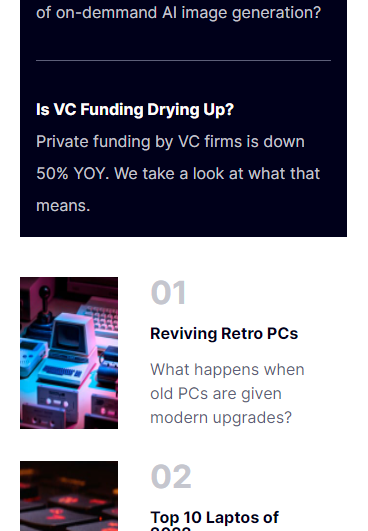 of on-demmand AI image generation?
Is VC Funding Drying Up?
Private funding by VC firms is down
50% YOY. We take a look at what that
means.
01
Reviving Retro PCs
What happens when
old PCs are given
modern upgrades?
02
Top 10 Laptos of
2022